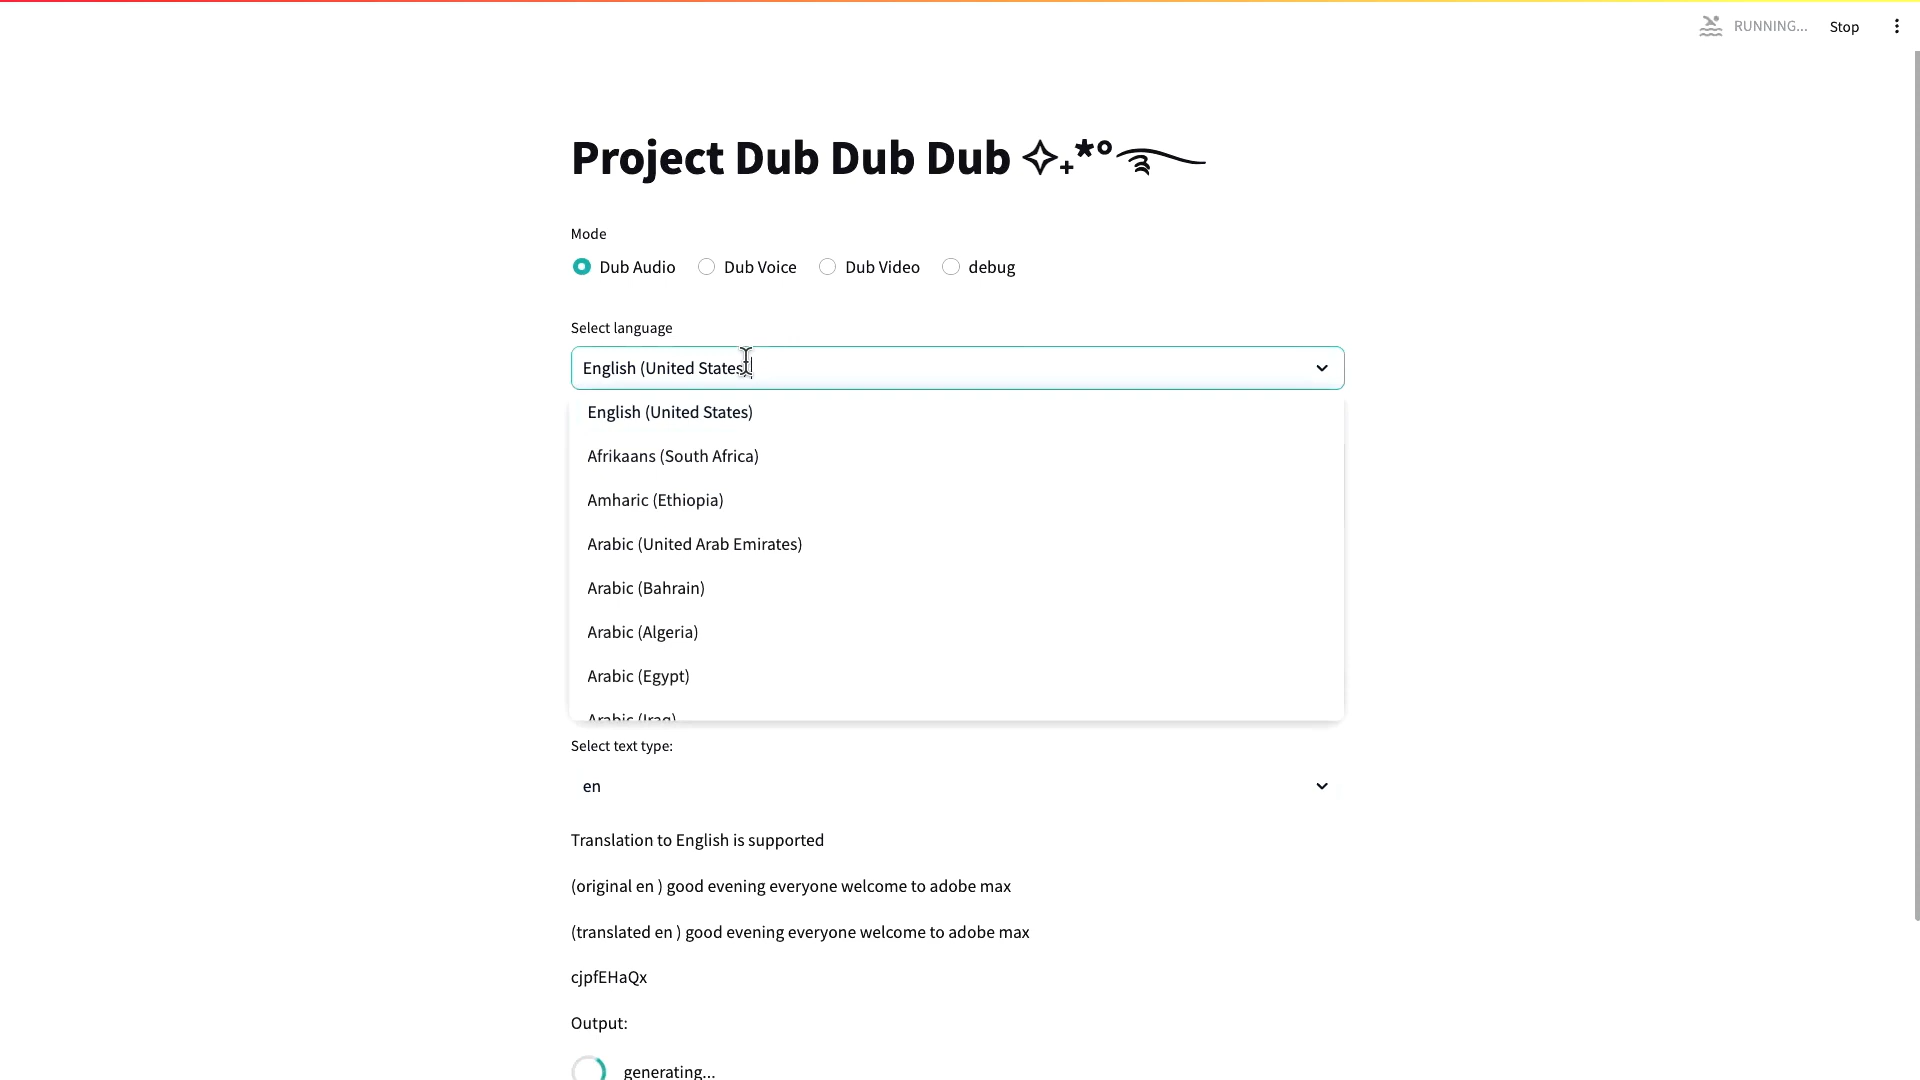 RUNNING...
Stop
Project Dub Dub Dub ✧₊*°࿐
Mode
Dub Audio
Dub Voice
Dub Video
debug
Select language
English (United States)
English (United States)
Afrikaans (South Africa)
Amharic (Ethiopia)
Arabic (United Arab Emirates)
Arabic (Bahrain)
Arabic (Algeria)
Arabic (Egypt)
Arabic (Iraq)
Select text type:
en
Translation to English is supported
(original en ) good evening everyone welcome to adobe max
(translated en ) good evening everyone welcome to adobe max
cjpfEHaQx
Output:
generating...